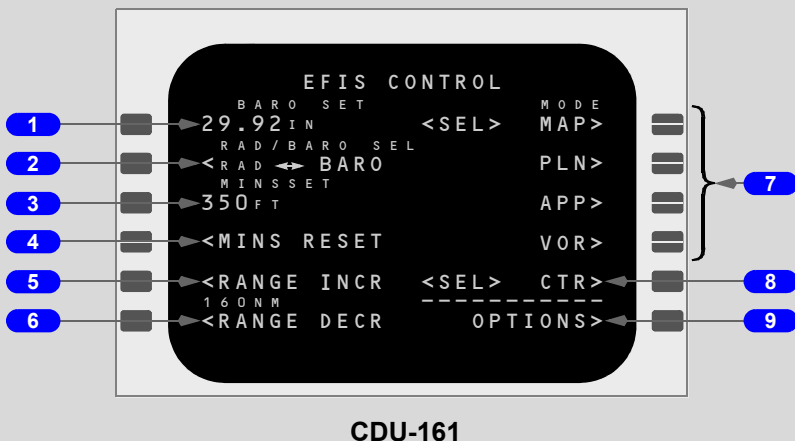 EFIS CONTROL
BARO SET MODE
1 29.92IN <SEL> MAP>
RAD/BARO SEL
2 <RAD ↔ BARO PLN>
MINSSET
3 350FT APP> 7
4 <MINS RESET VOR>
5 <RANGE INCR <SEL> CTR> 8
160NM -----------
6 <RANGE DECR OPTIONS> 9
CDU-161